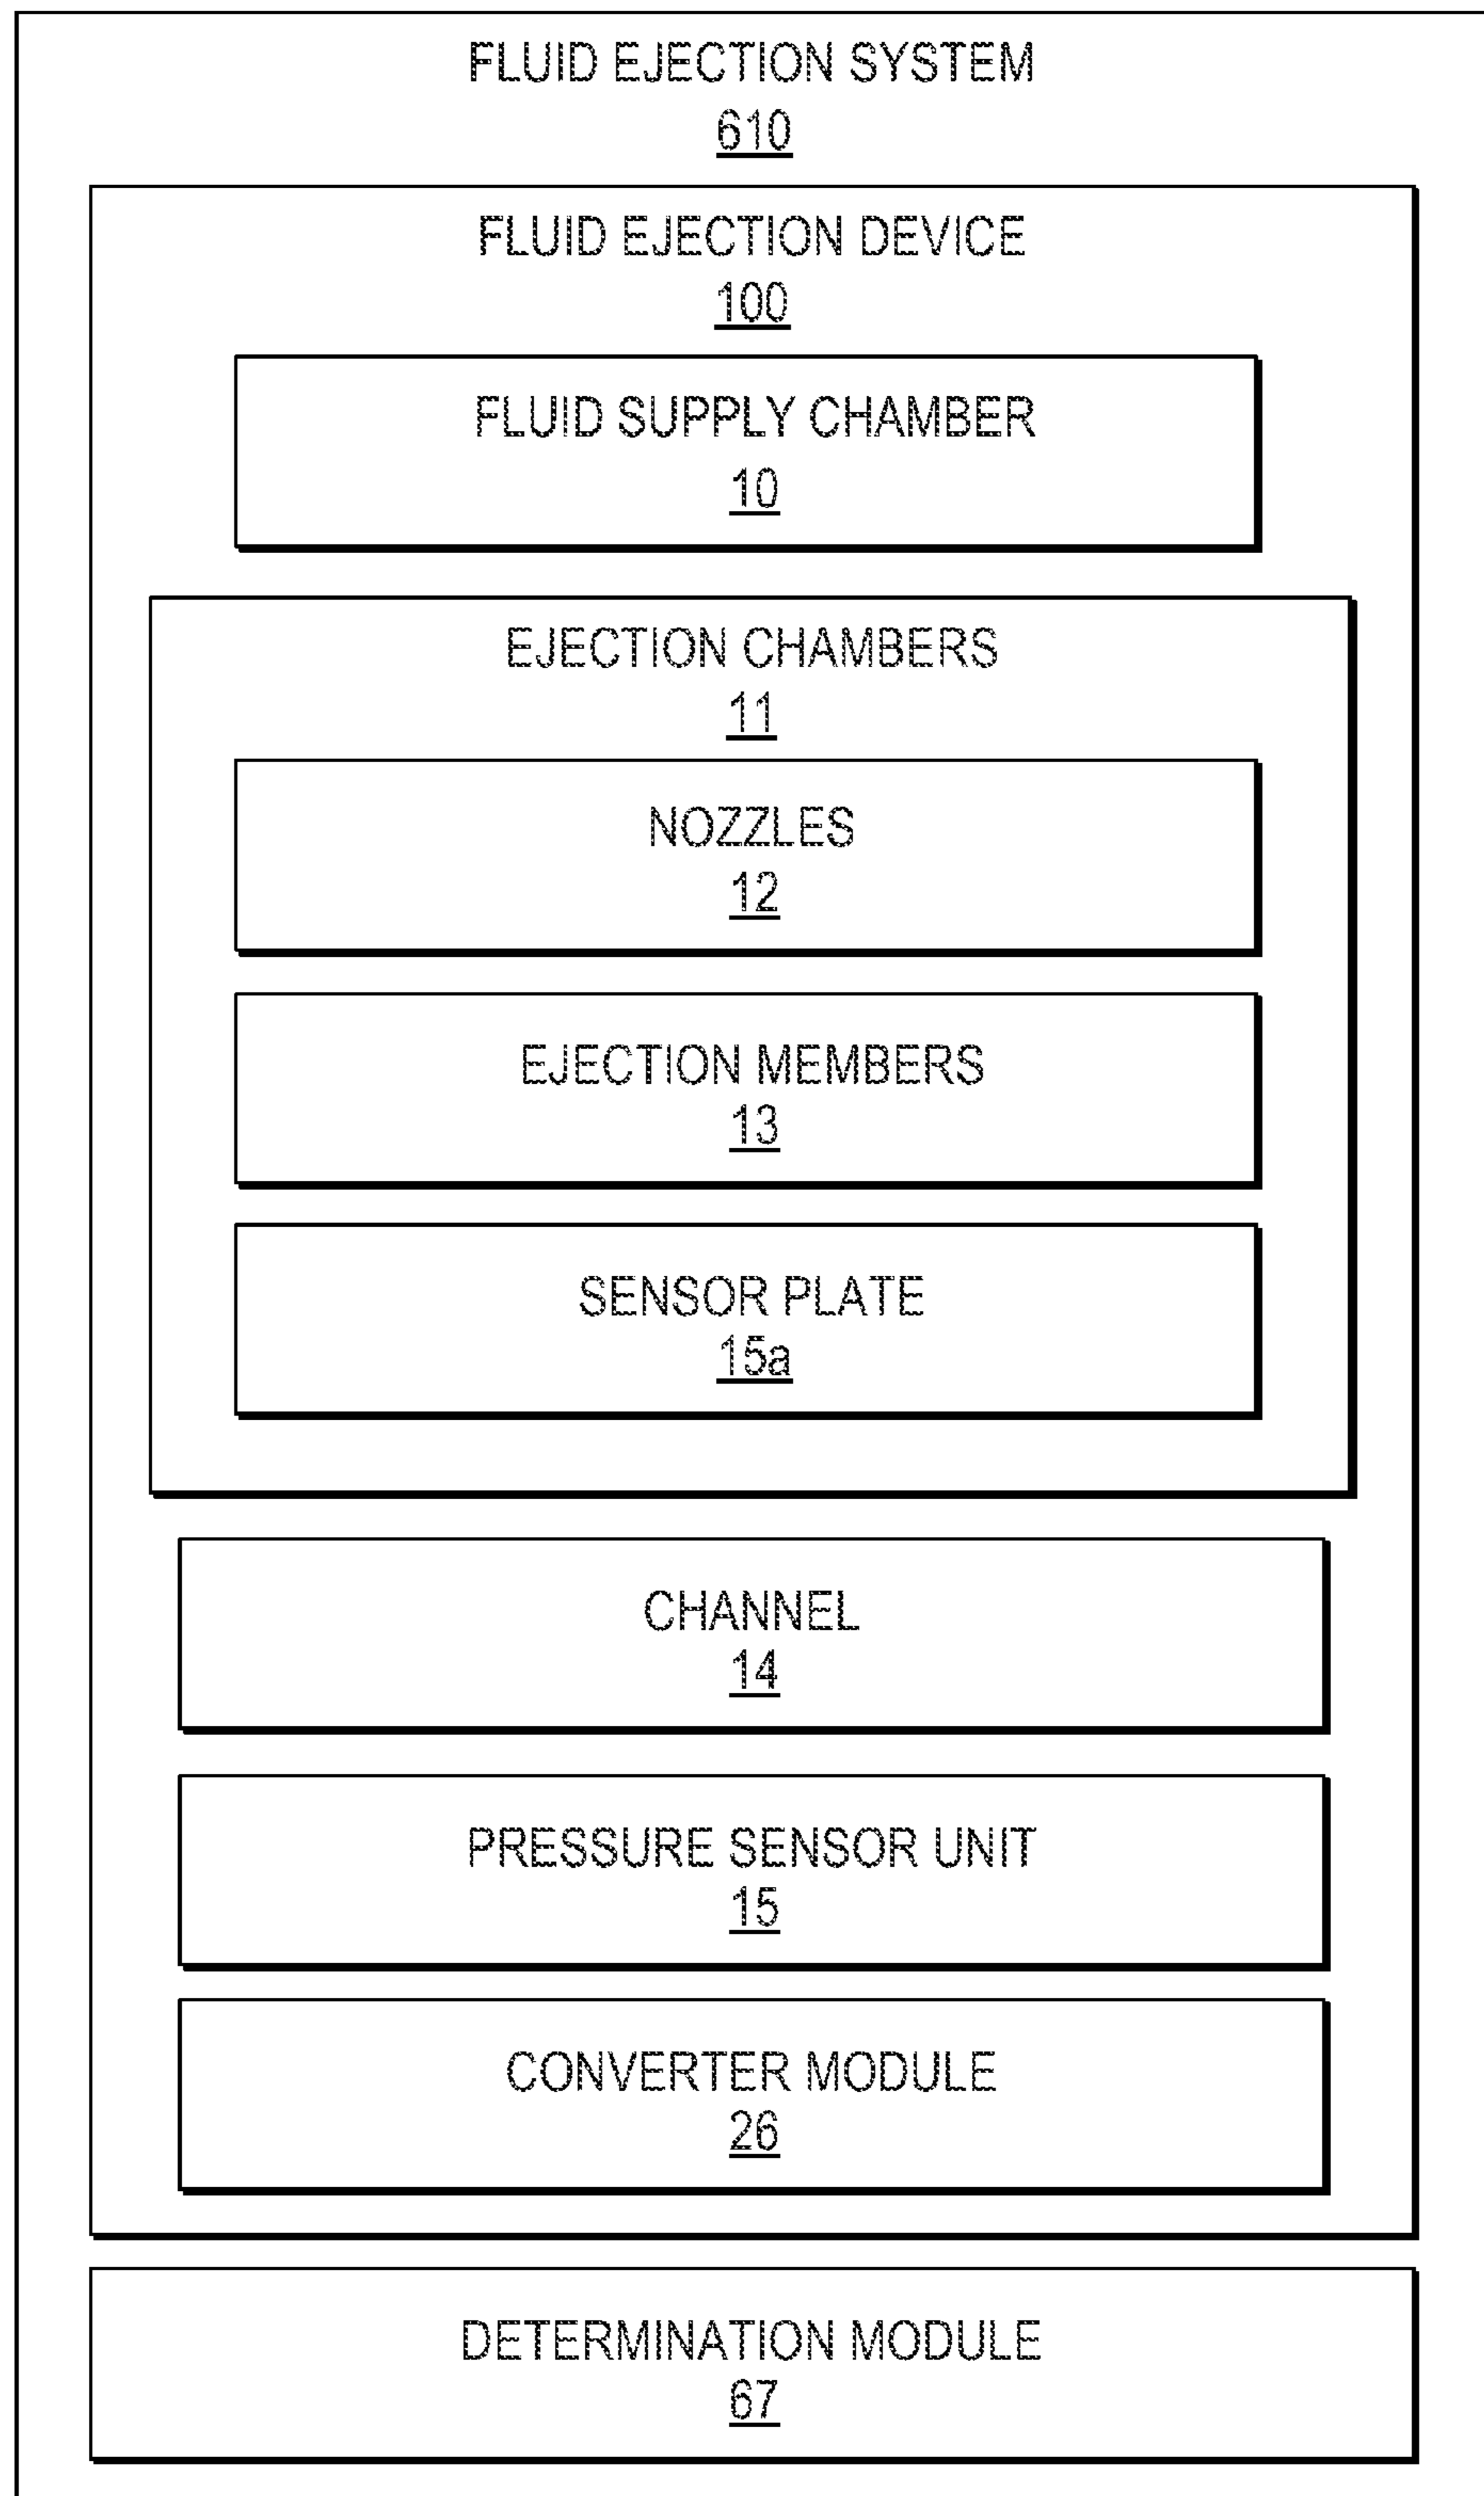 FLUID EJECTION SYSTEM
610
FLUID EJECTION DEVICE
100
FLUID SUPPLY CHAMBER
10
EJECTION CHAMBERS
11
NOZZLES
12
EJECTION MEMBERS
13
SENSOR PLATE
15a
CHANNEL
14
PRESSURE SENSOR UNIT
15
CONVERTER MODULE
26
DETERMINATION MODULE
67